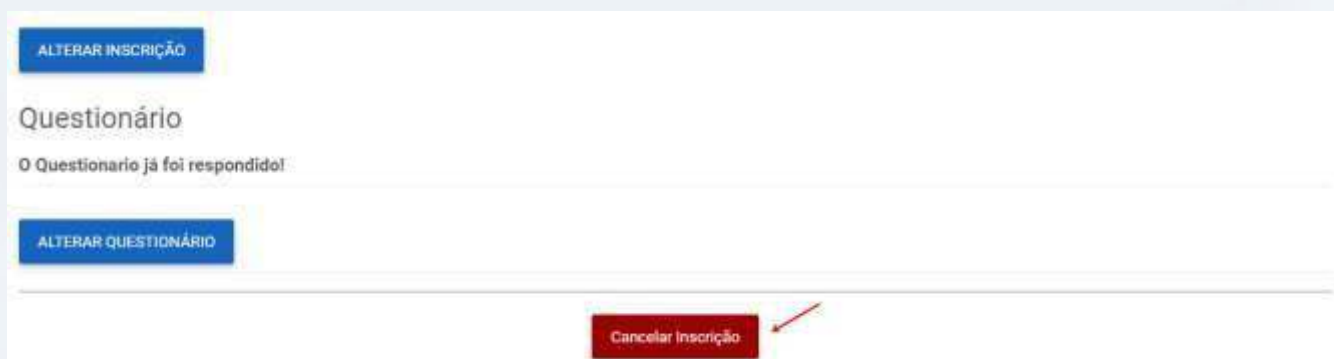 ALTERAR INSCRIÇÃO
Questionário
O Questionario já foi respondido!
ALTERAR QUESTIONÁRIO
Cancelar Inscrição